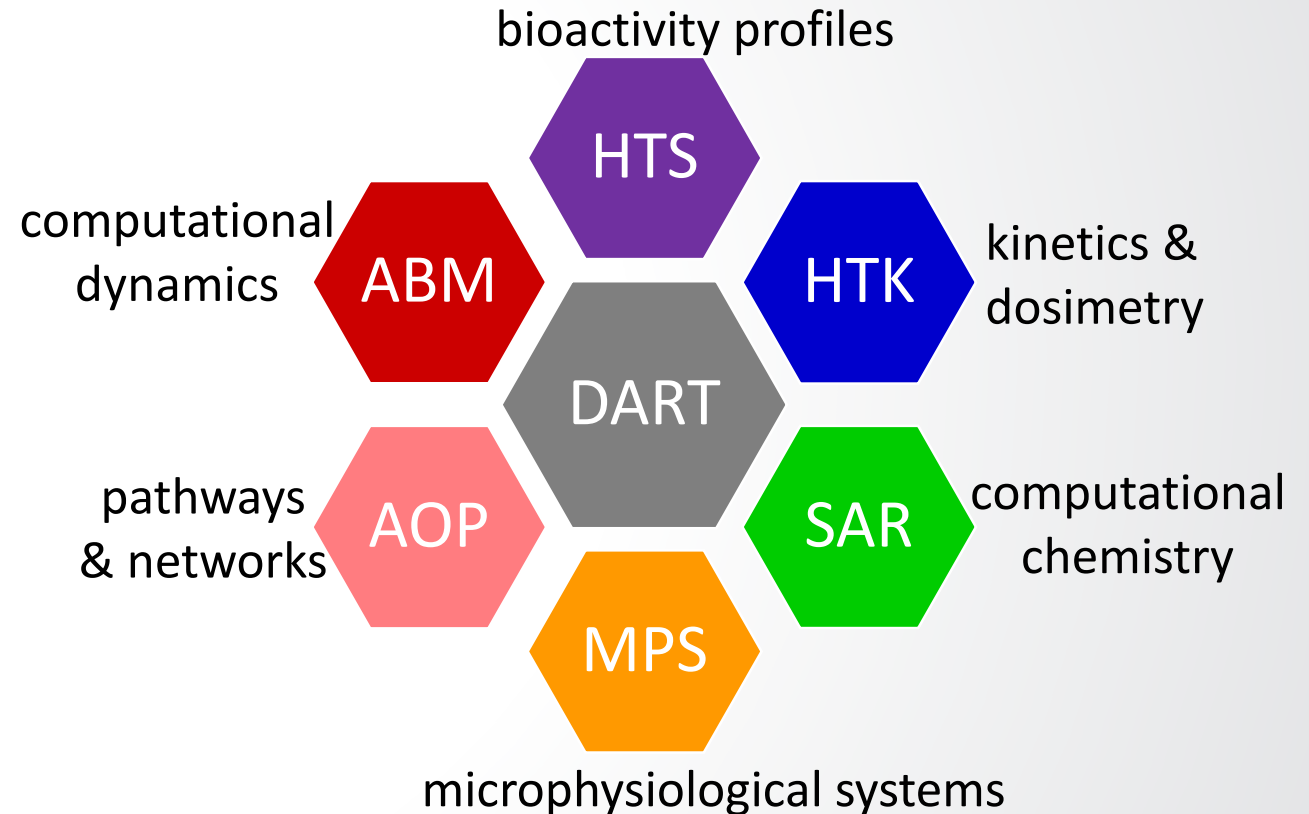 bioactivity profiles
HTS
computational
dynamics
ABM
HTK
kinetics &
dosimetry
DART
pathways
& networks
AOP
SAR
computational
chemistry
MPS
microphysiological systems